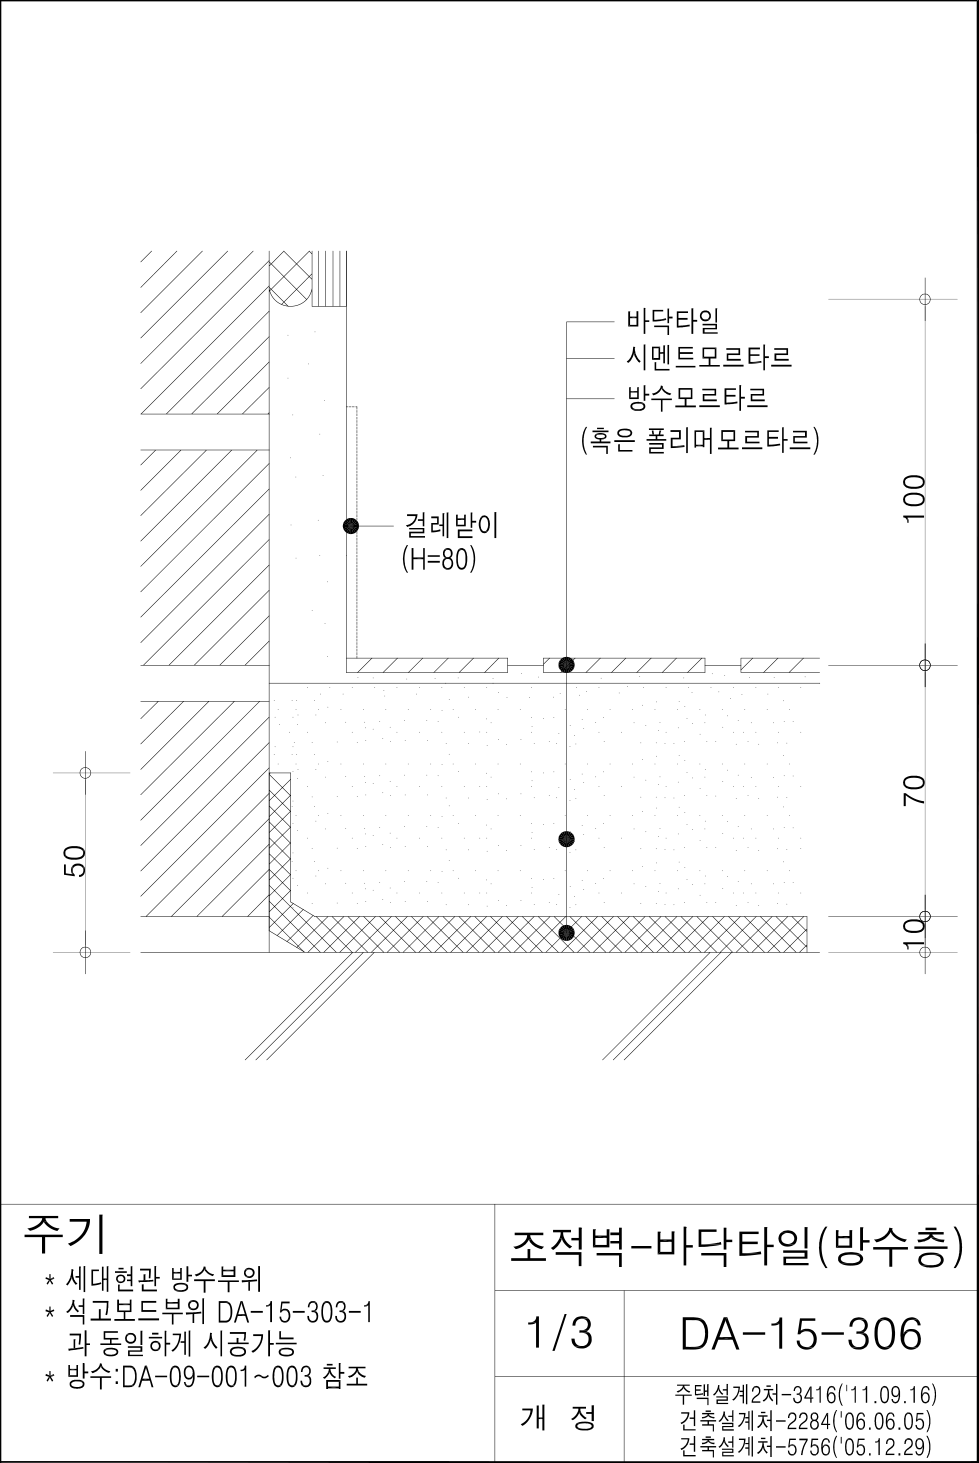 바닥타일
시멘트모르타르
방수모르타르
(혹은 폴리머모르타르)
100
걸레받이
(H=80)
70
50
10
주기
* 세대현관 방수부위
* 석고보드부위 DA-15-303-1
과 동일하게 시공가능
* 방수:DA-09-001~003 참조
조적벽-바닥타일(방수층)
1/3
DA-15-306
개 정
주택설계2처-3416('11.09.16)
건축설계처-2284('06.06.05)
건축설계처-5756('05.12.29)